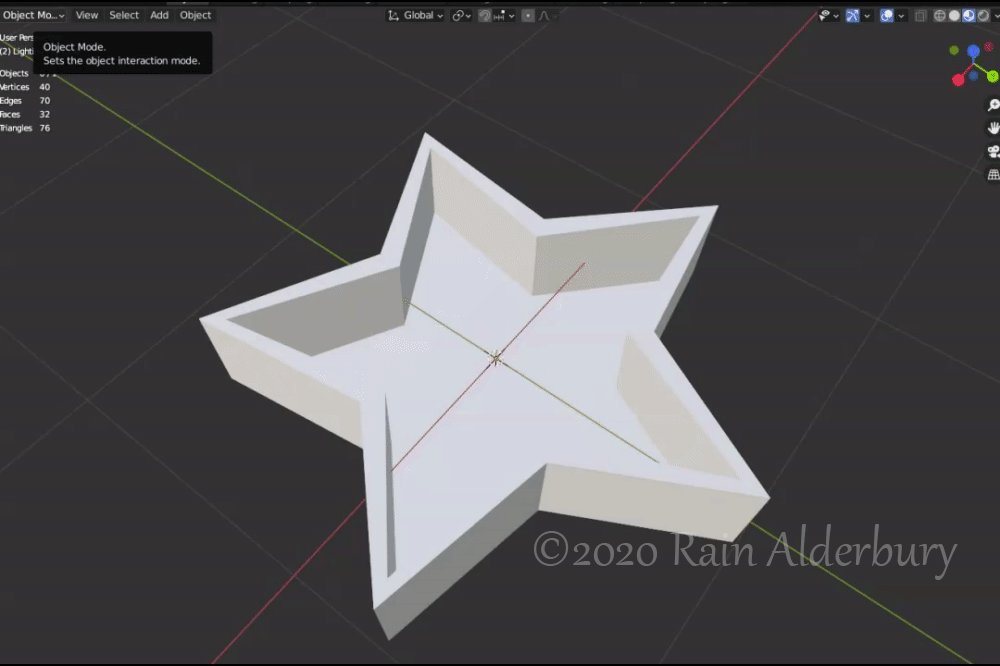 Object Mo... View Select Add Object
Global
User Pers
(2) Lighti
Object Mode.
Sets the object interaction mode.
Objects
Vertices 40
Edges 70
Faces 32
Triangles 76
©2020 Rain Alderbury